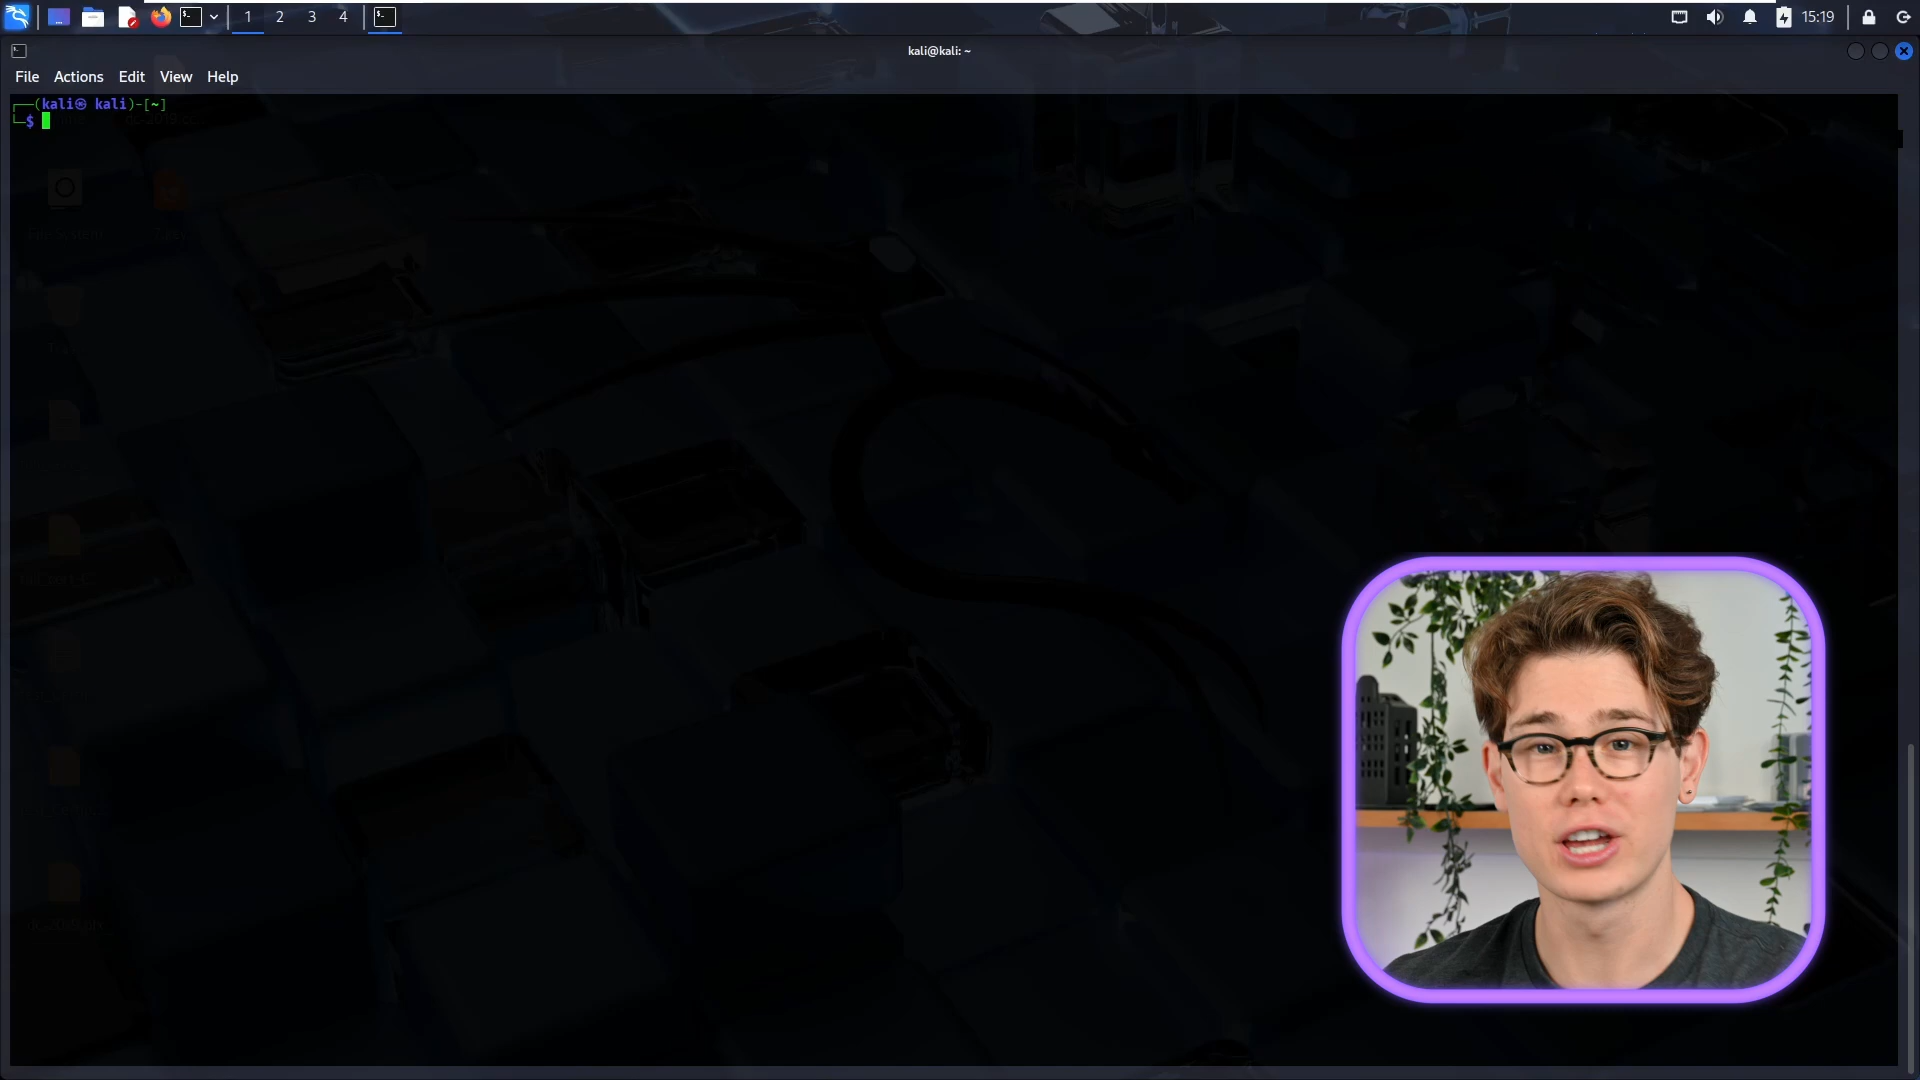 1 2 3 4
15:19
kali@kali: ~
File Actions Edit View Help
┌──(kali㉿ kali)-[~]
└─$